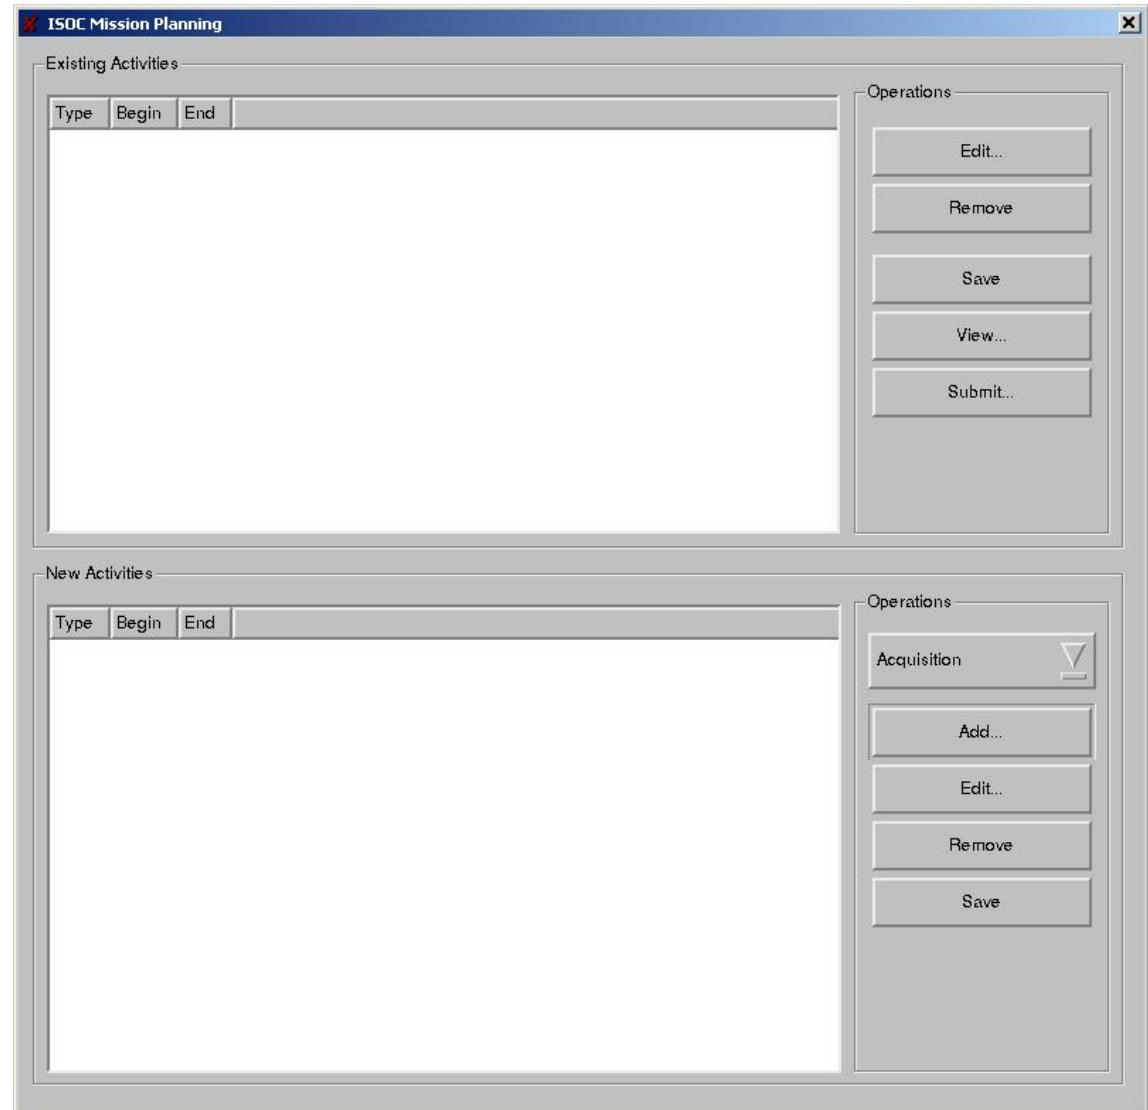 ISOC Mission Planning
Existing Activities
Type Begin End
Operations
Edit...
Remove
Save
View...
Submit...
New Activities
Type Begin End
Operations
Acquisition
Add...
Edit...
Remove
Save